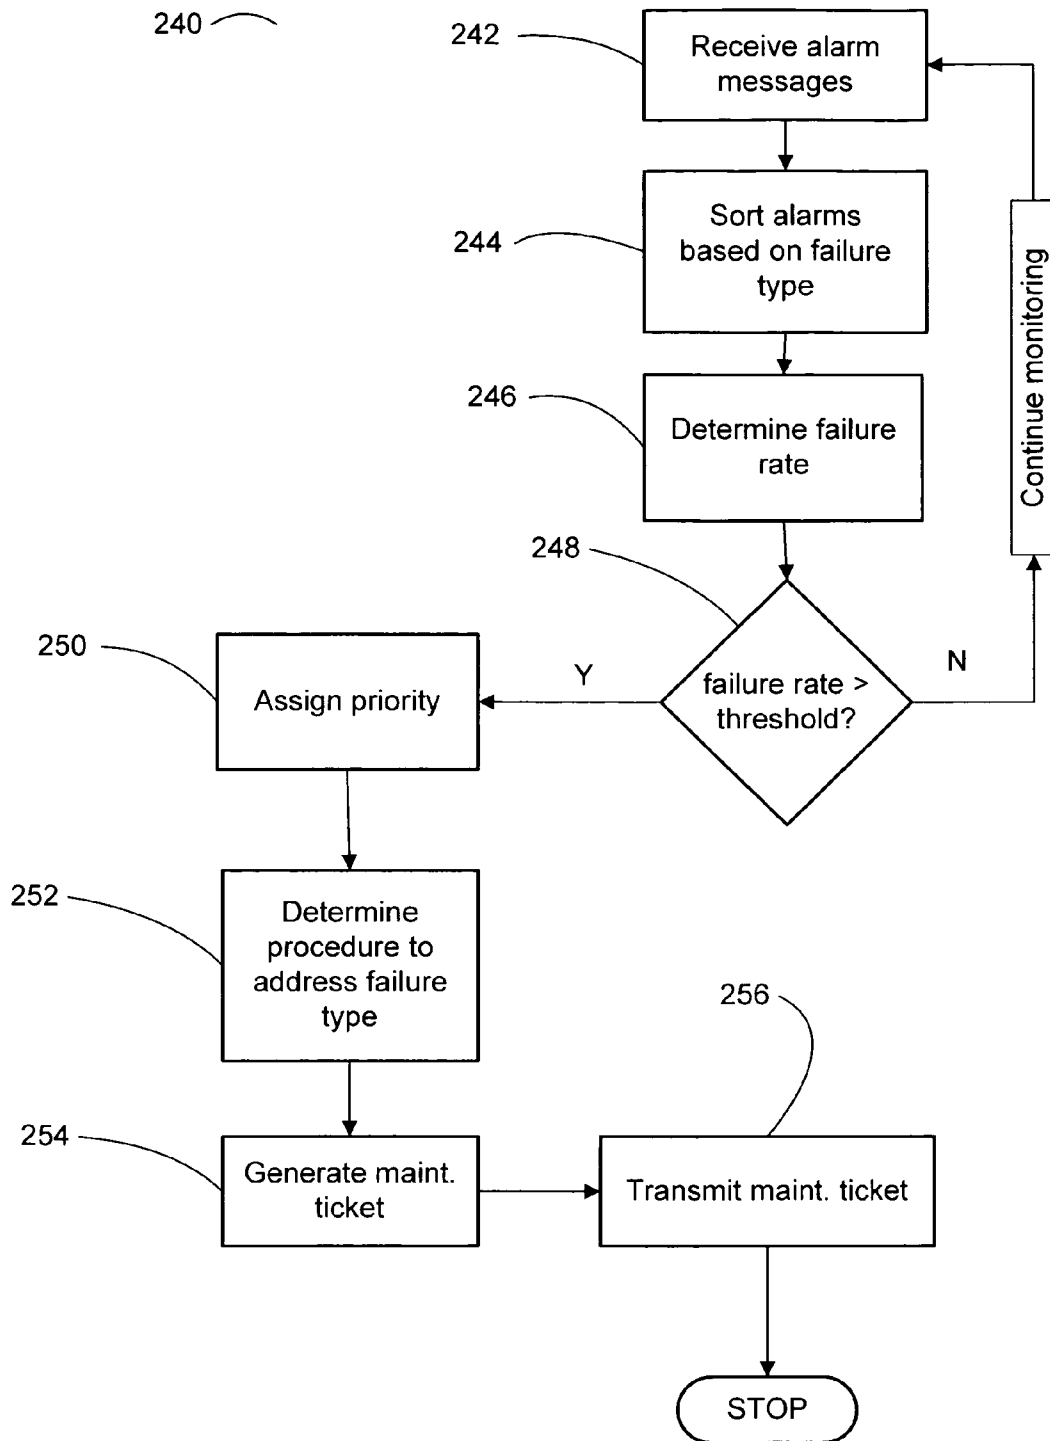 240
242
Receive alarm
messages
244
Sort alarms
based on failure
type
Continue monitoring
246
Determine failure
rate
248
failure rate >
threshold?
Y
N
250
Assign priority
252
Determine
procedure to
address failure
type
254
Generate maint.
ticket
256
Transmit maint. ticket
STOP